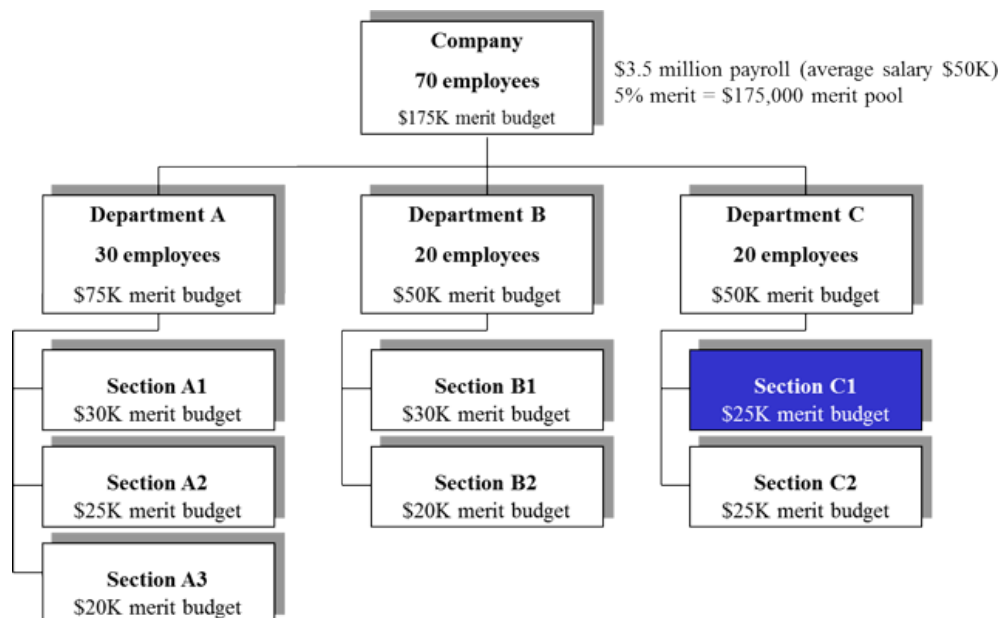 Company
70 employees
$175K merit budget
$3.5 million payroll (average salary $50K)
5% merit = $175,000 merit pool
Department A
30 employees
$75K merit budget
Department B
20 employees
$50K merit budget
Department C
20 employees
$50K merit budget
Section A1
$30K merit budget
Section A2
$25K merit budget
Section A3
$20K merit budget
Section B1
$30K merit budget
Section B2
$20K merit budget
Section C1
$25K merit budget
Section C2
$25K merit budget